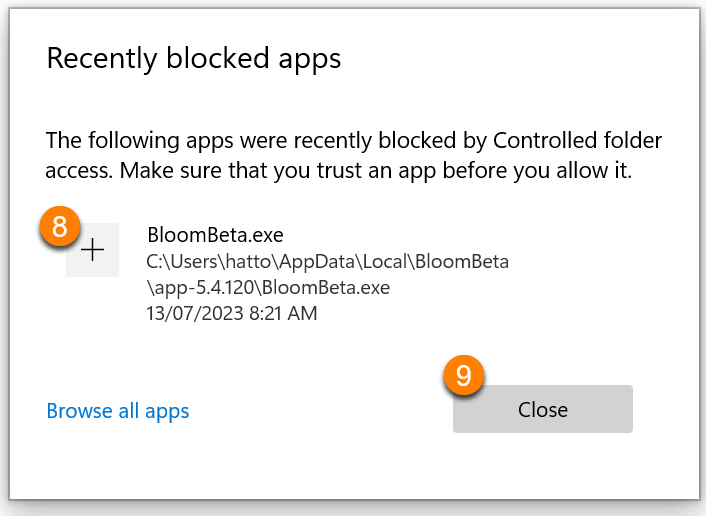 Recently blocked apps
The following apps were recently blocked by Controlled folder
access. Make sure that you trust an app before you allow it.
8
BloomBeta.exe
C:\Users\hatto\AppData\Local\BloomBeta
\app-5.4.120\BloomBeta.exe
13/07/2023 8:21 AM
9
Browse all apps
Close